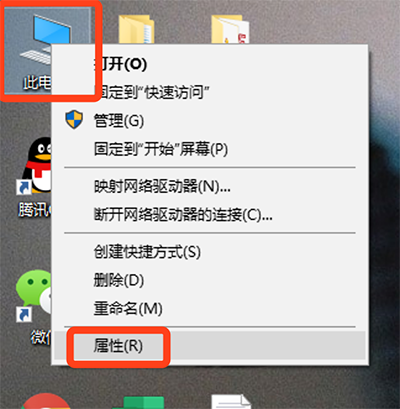 此电
打开(O)
固定到"快速访问"
管理(G)
固定到"开始"屏幕(P)
腾讯
映射网络驱动器(N)...
断开网络驱动器的连接(C)...
创建快捷方式(S)
删除(D)
重命名(M)
微信
属性(R)